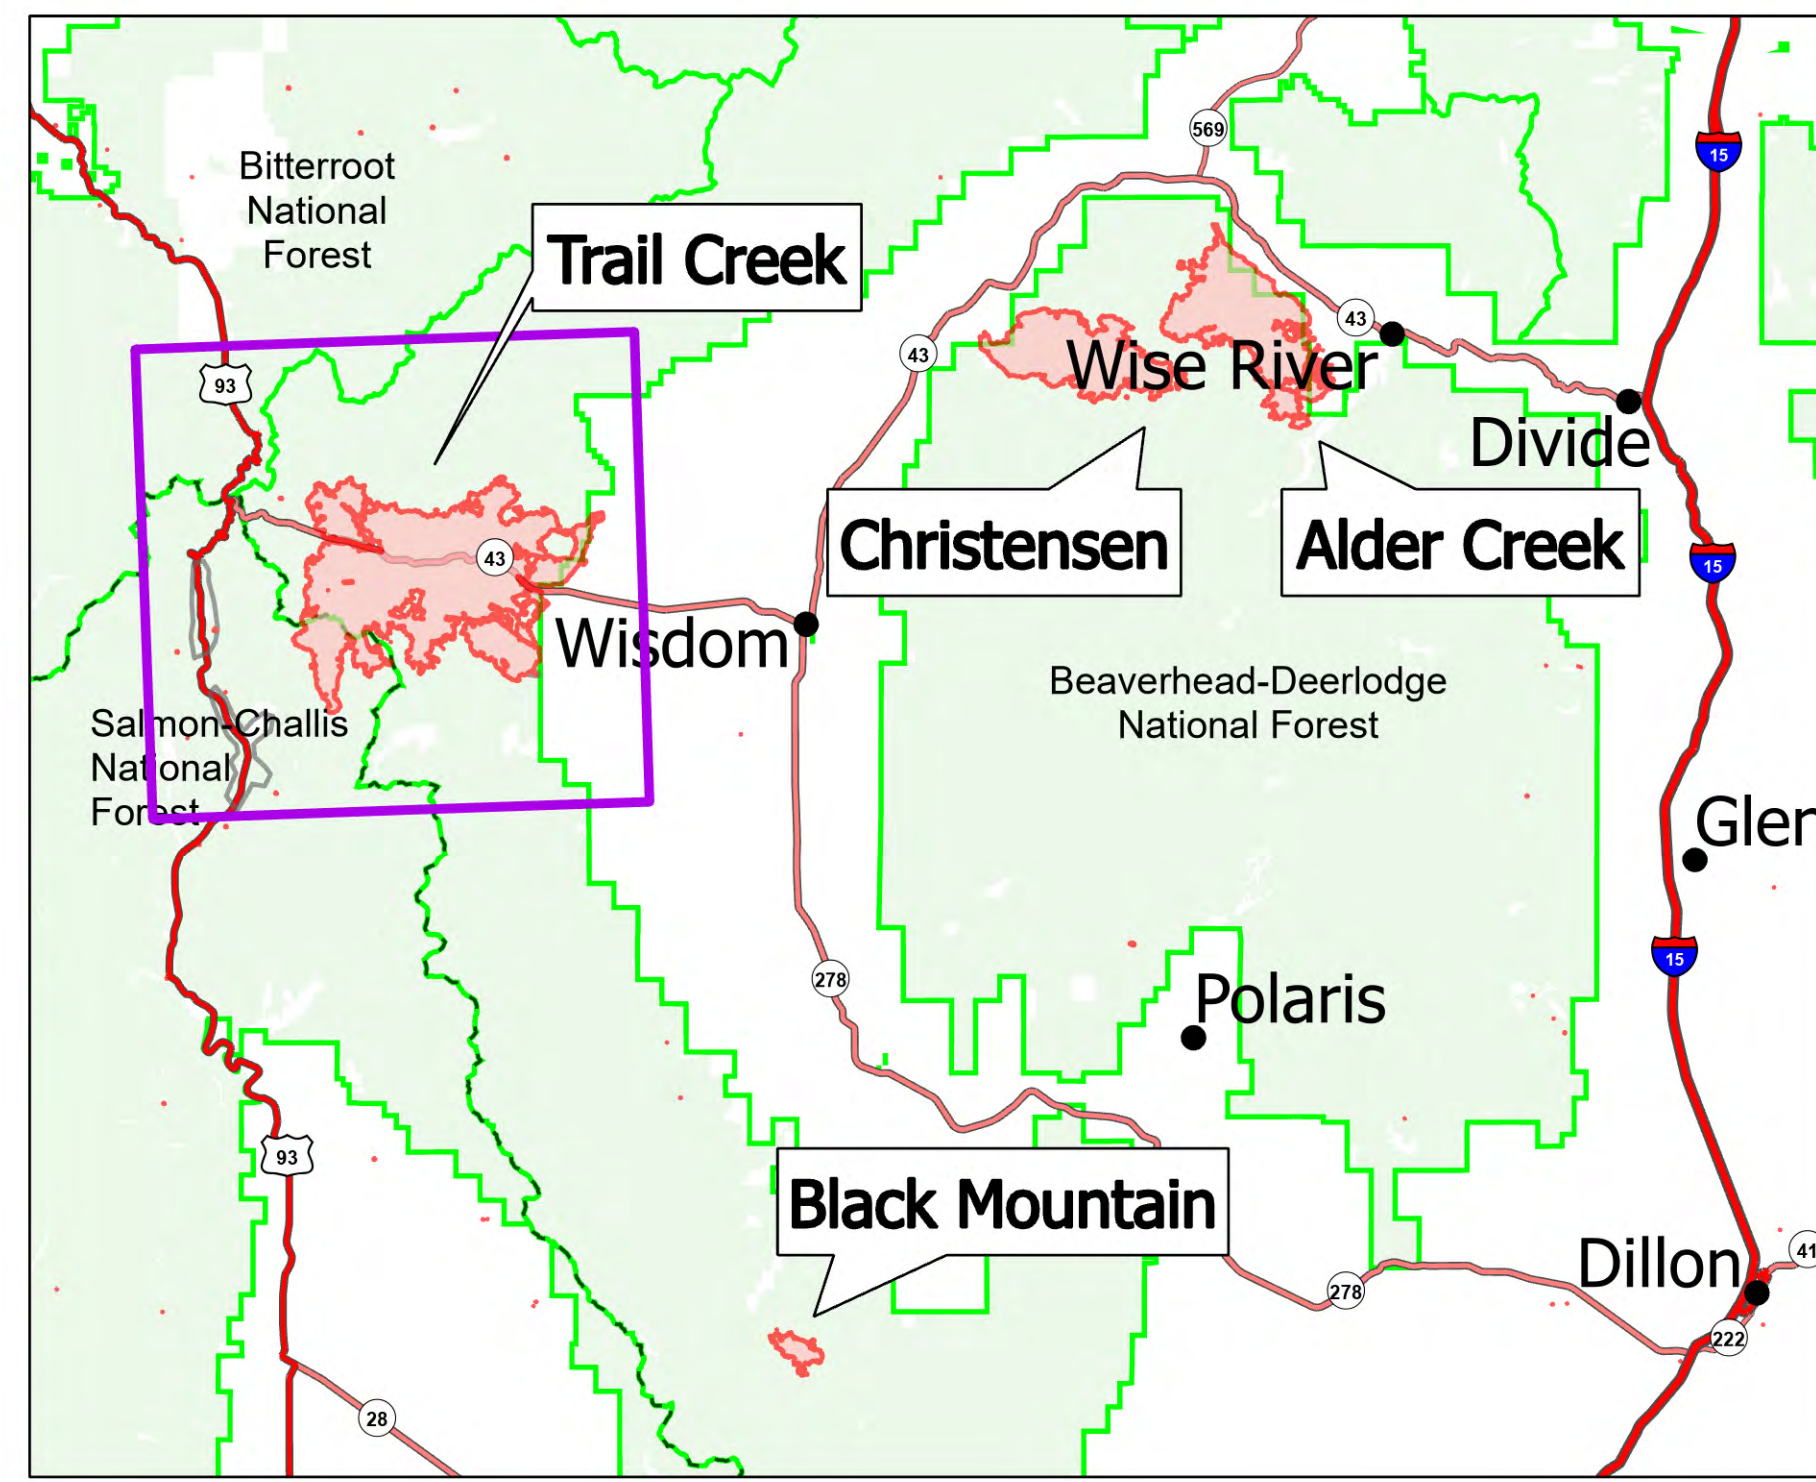 569
15
Bitterroot
National
Forest
Trail Creek
43
43
Wise River
93
Divide
Christensen
Alder Creek
43
15
Wisdom
Beaverhead-Deerlodge
National Forest
Salmon-Challis
National
Forest
Glen
15
278
Polaris
93
Black Mountain
Dillon
41
278
222
28